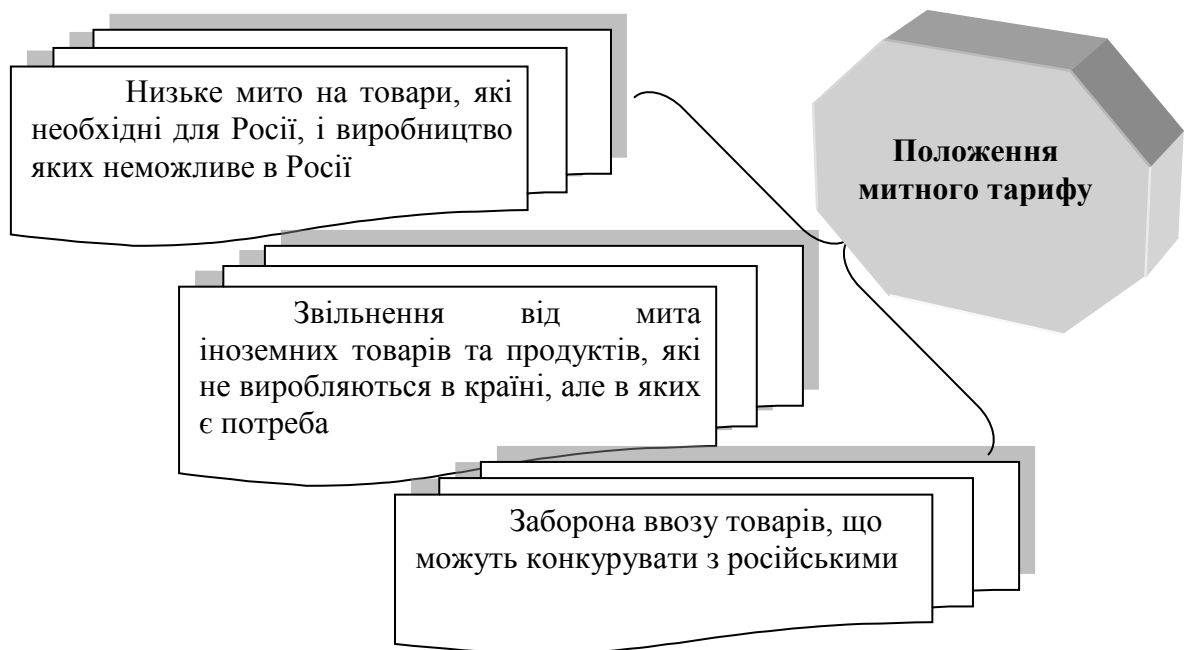 Низьке мито на товари, які
необхідні для Росії, і виробництво
яких неможливе в Росії
Положення
митного тарифу
Звільнення від мита
іноземних товарів та продуктів, які
не виробляються в країні, але в яких
є потреба
Заборона ввозу товарів, що
можуть конкурувати з російськими